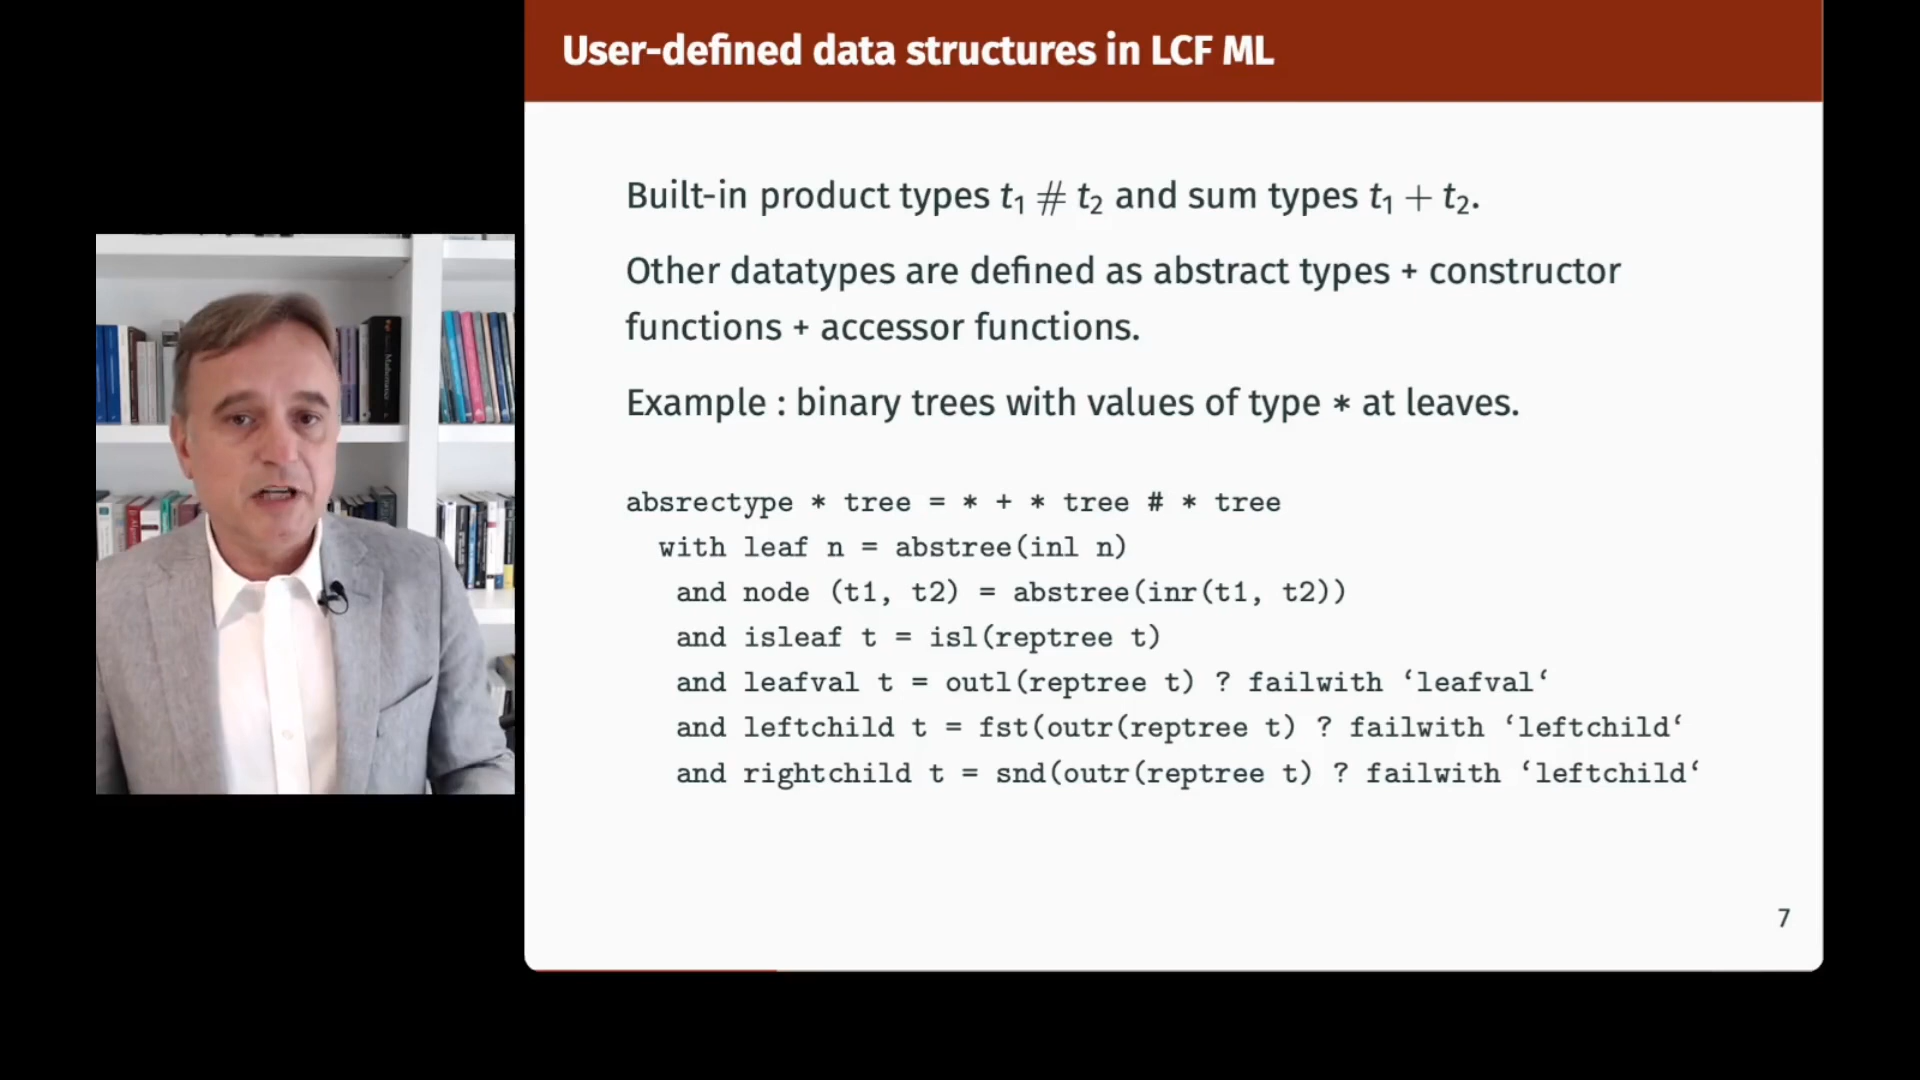 User-defined data structures in LCF ML
Built-in product types t₁ # t₂ and sum types t₁ + t₂.
Other datatypes are defined as abstract types + constructor
functions + accessor functions.
Example : binary trees with values of type * at leaves.
absrectype * tree = * + * tree # * tree
with leaf n = abstree(inl n)
and node (t1, t2) = abstree(inr(t1, t2))
and isleaf t = isl(reptree t)
and leafval t = outl(reptree t) ? failwith ‘leafval‘
and leftchild t = fst(outr(reptree t) ? failwith ‘leftchild‘
and rightchild t = snd(outr(reptree t) ? failwith ‘leftchild‘
7